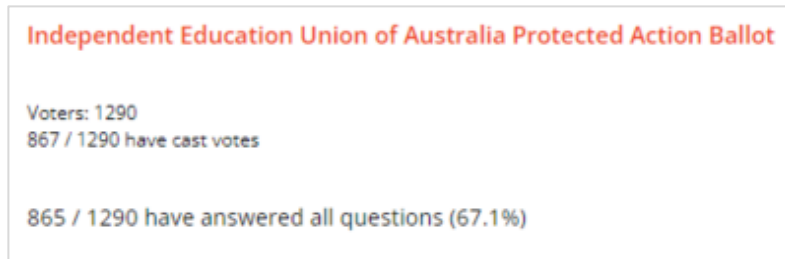 Independent Education Union of Australia Protected Action Ballot
Voters: 1290
867 / 1290 have cast votes
865 / 1290 have answered all questions (67.1%)